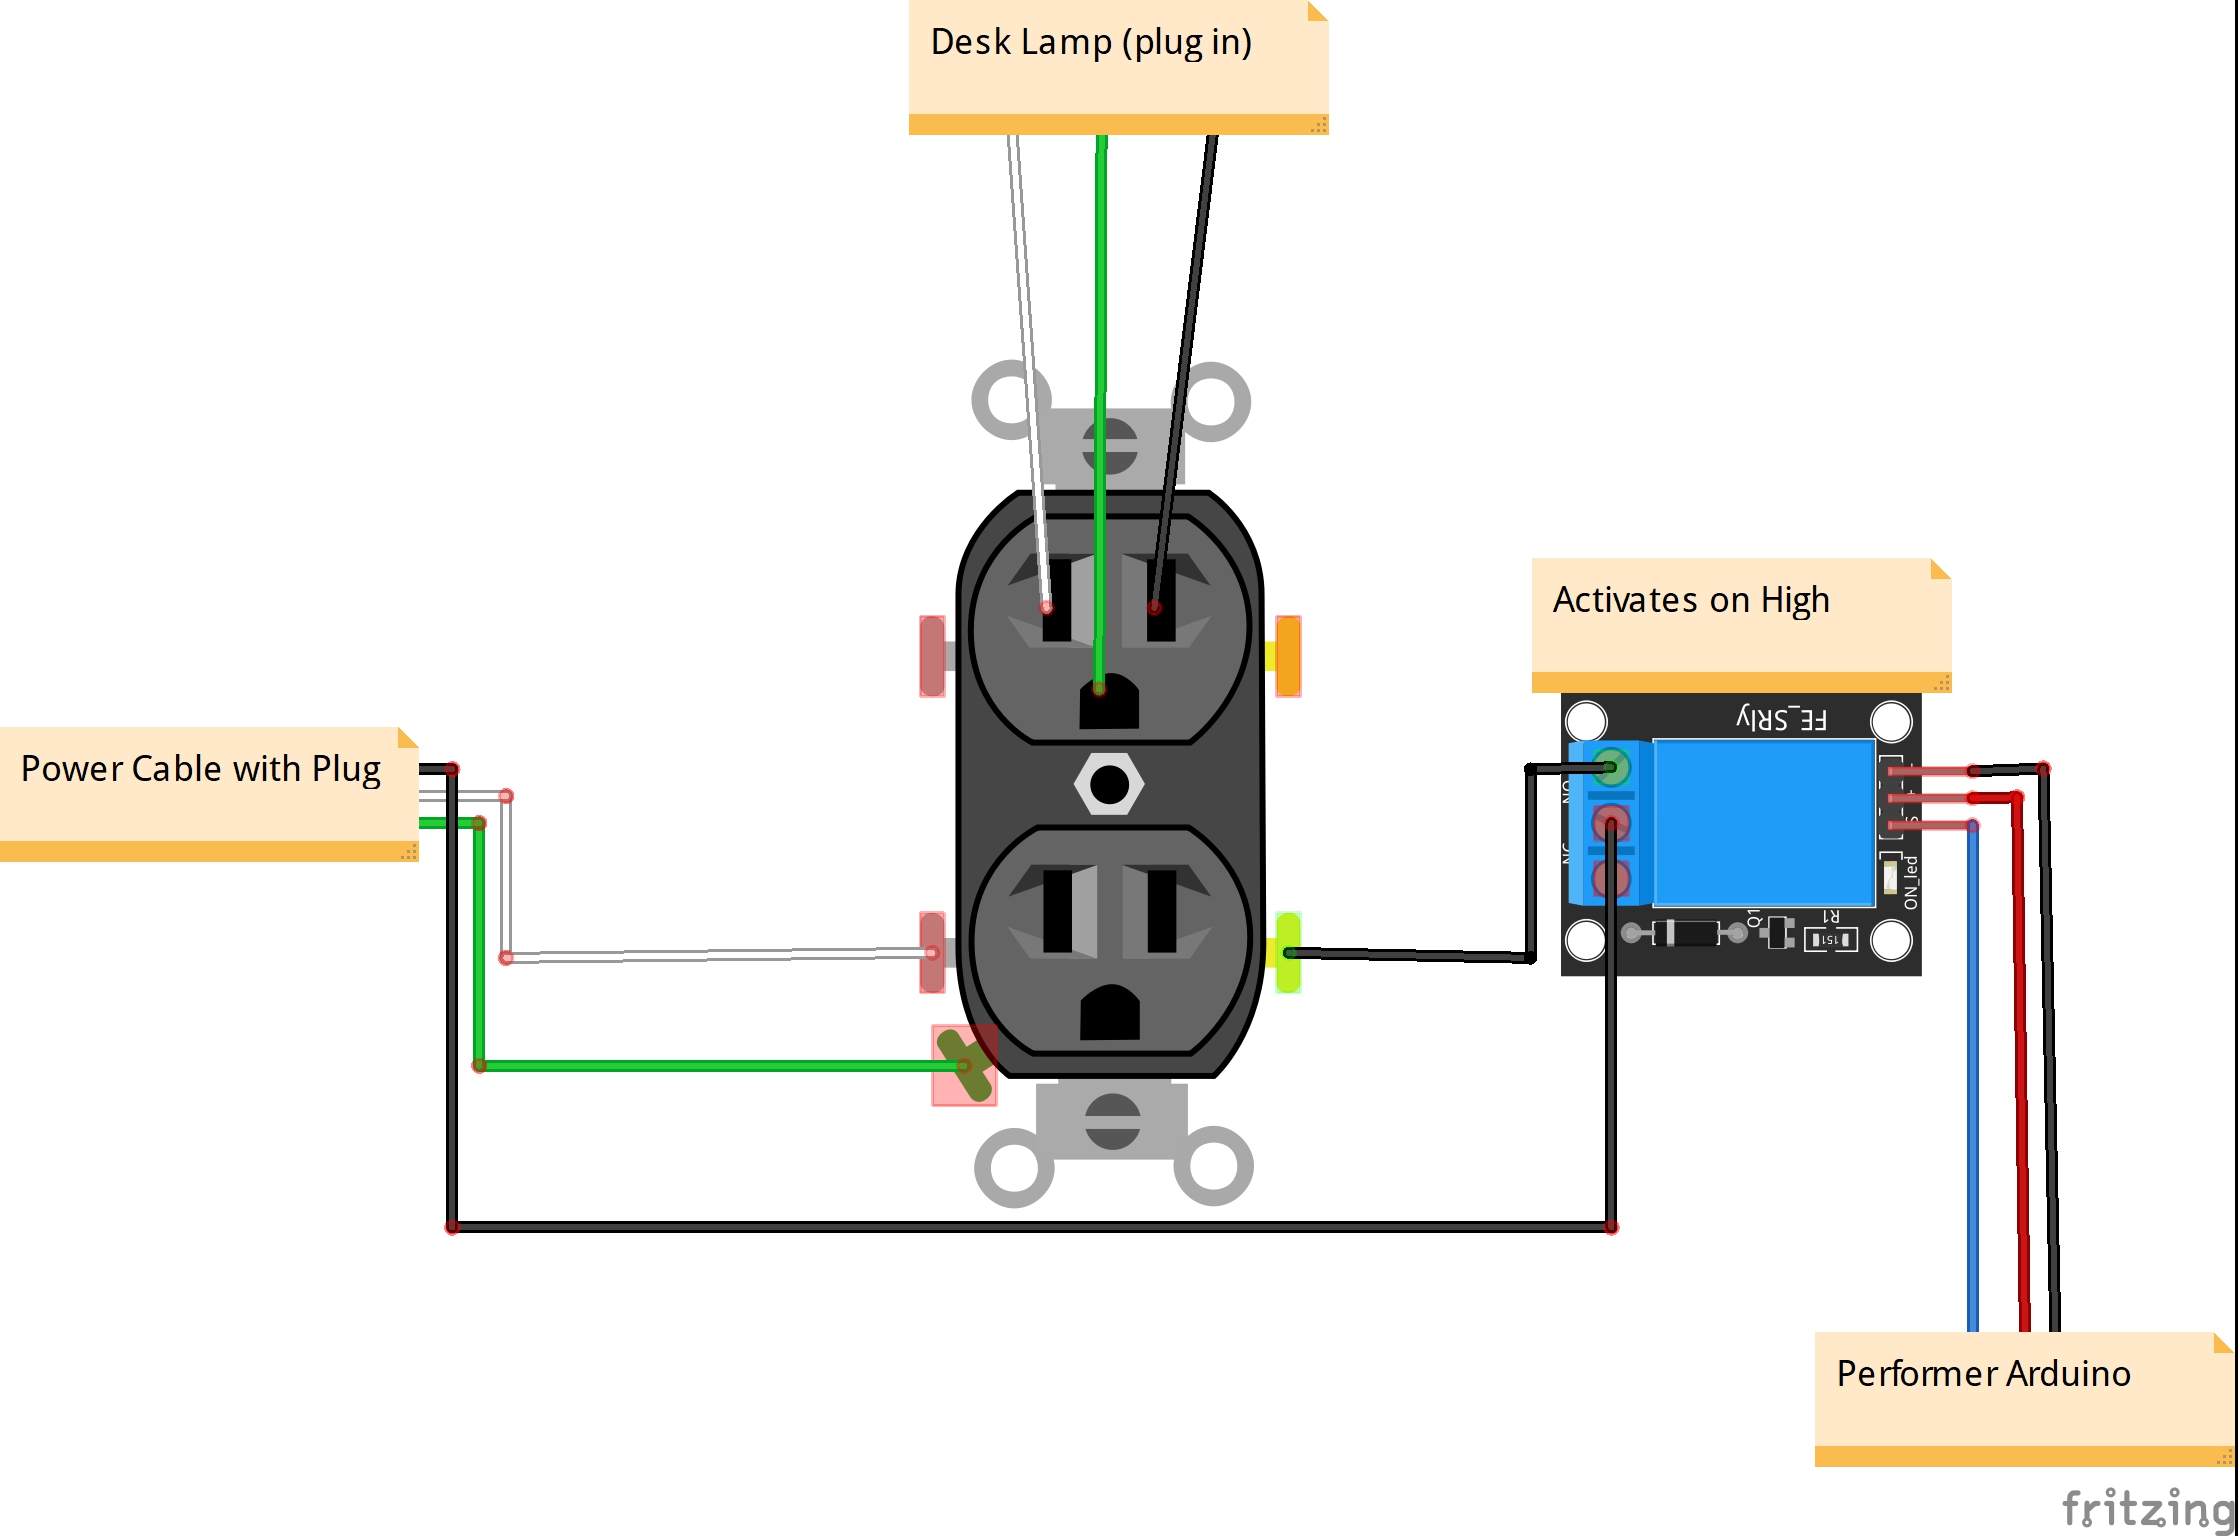 Desk Lamp (plug in)
Activates on High
Power Cable with Plug
FE_SRly
NO
NC
-
+
S
ON_led
Q1
R1
151
Performer Arduino
fritzing